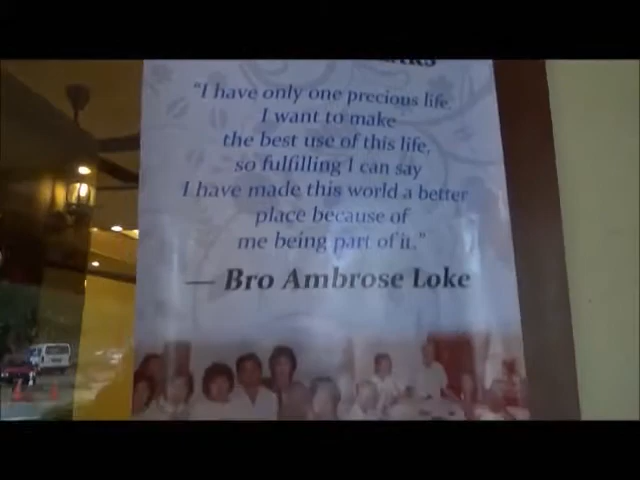 "I have only one precious life.
I want to make
the best use of this life,
so fulfilling I can say
I have made this world a better
place because of
me being part of it."
— Bro Ambrose Loke